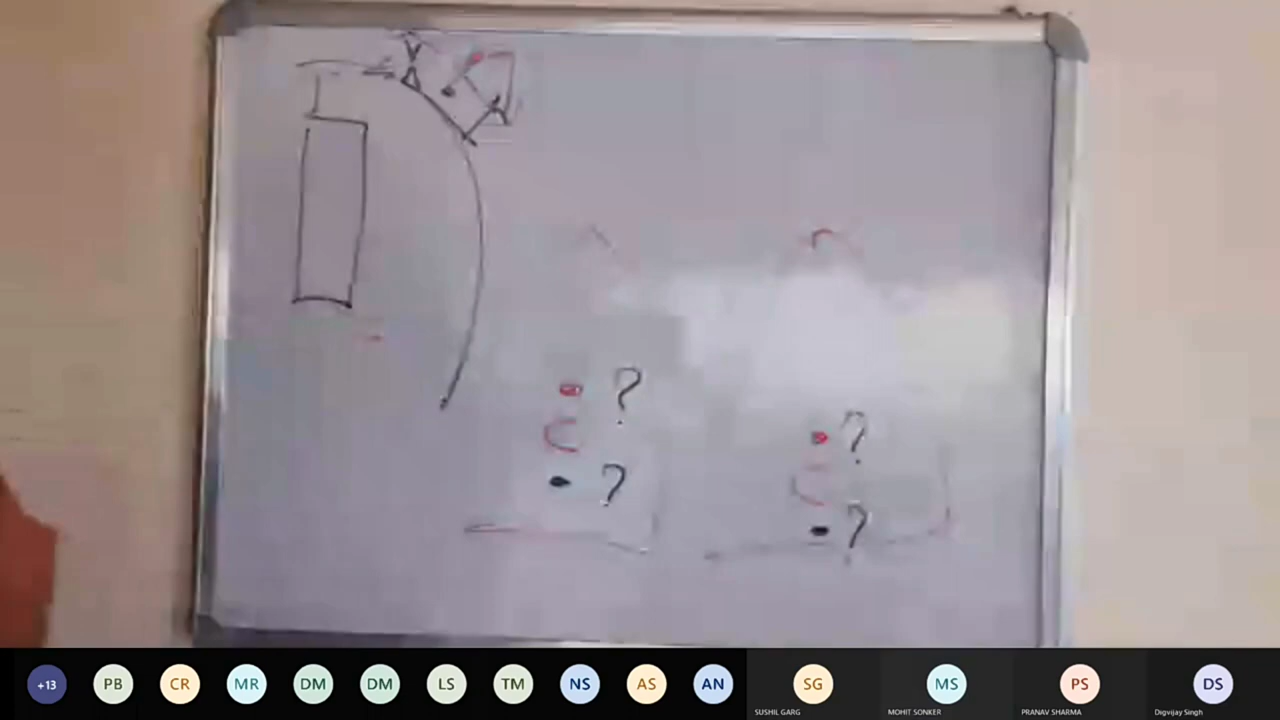 ?
?
?
?
+13 PB CR MR DM DM LS TM NS AS AN SG MS PS DS
SUSHIL GARG MOHIT SONKER PRANAV SHARMA Digvijay Singh